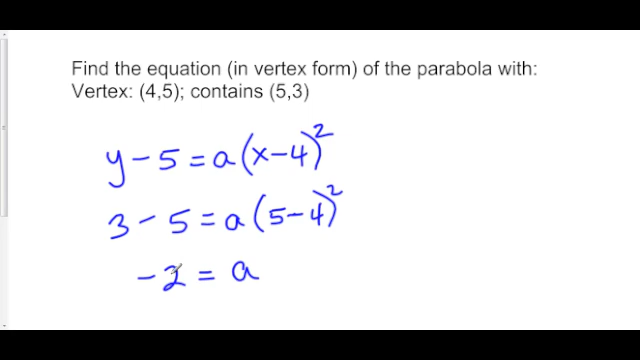 Find the equation (in vertex form) of the parabola with:
Vertex: (4,5); contains (5,3)
y - 5 = a(x-4)²
3 - 5 = a(5-4)²
-2 = a